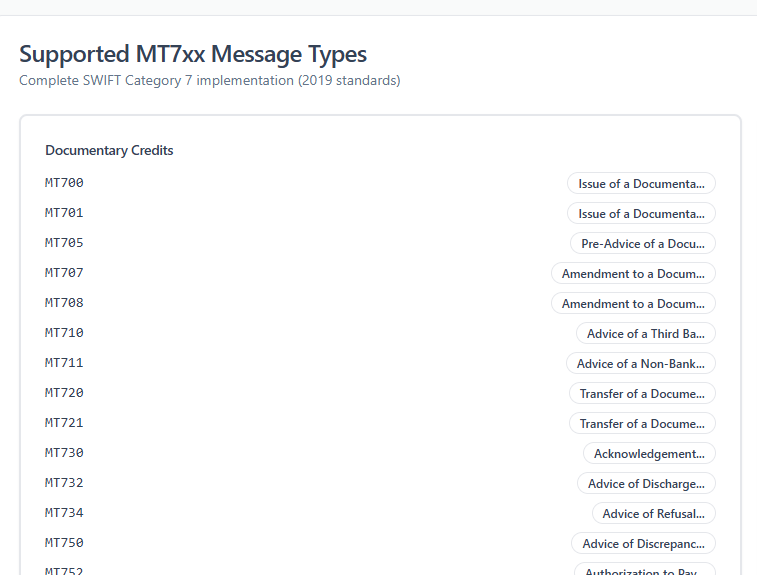 Supported MT7xx Message Types
Complete SWIFT Category 7 implementation (2019 standards)
Documentary Credits
MT700 Issue of a Documenta...
MT701 Issue of a Documenta...
MT705 Pre-Advice of a Docu...
MT707 Amendment to a Docum...
MT708 Amendment to a Docum...
MT710 Advice of a Third Ba...
MT711 Advice of a Non-Bank...
MT720 Transfer of a Docume...
MT721 Transfer of a Docume...
MT730 Acknowledgement...
MT732 Advice of Discharge...
MT734 Advice of Refusal...
MT750 Advice of Discrepanc...
MT752 Authorization to Pay...